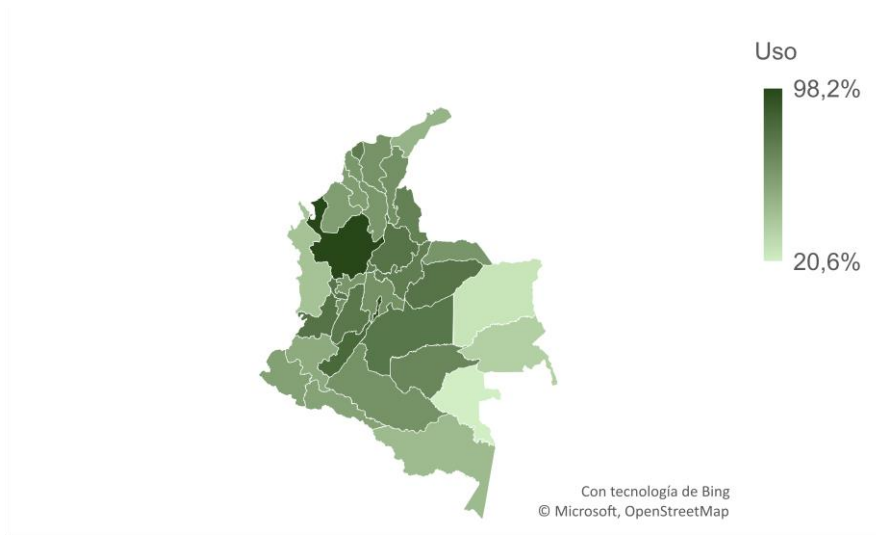 Uso
98,2%
20,6%
Con tecnología de Bing
© Microsoft, OpenStreetMap